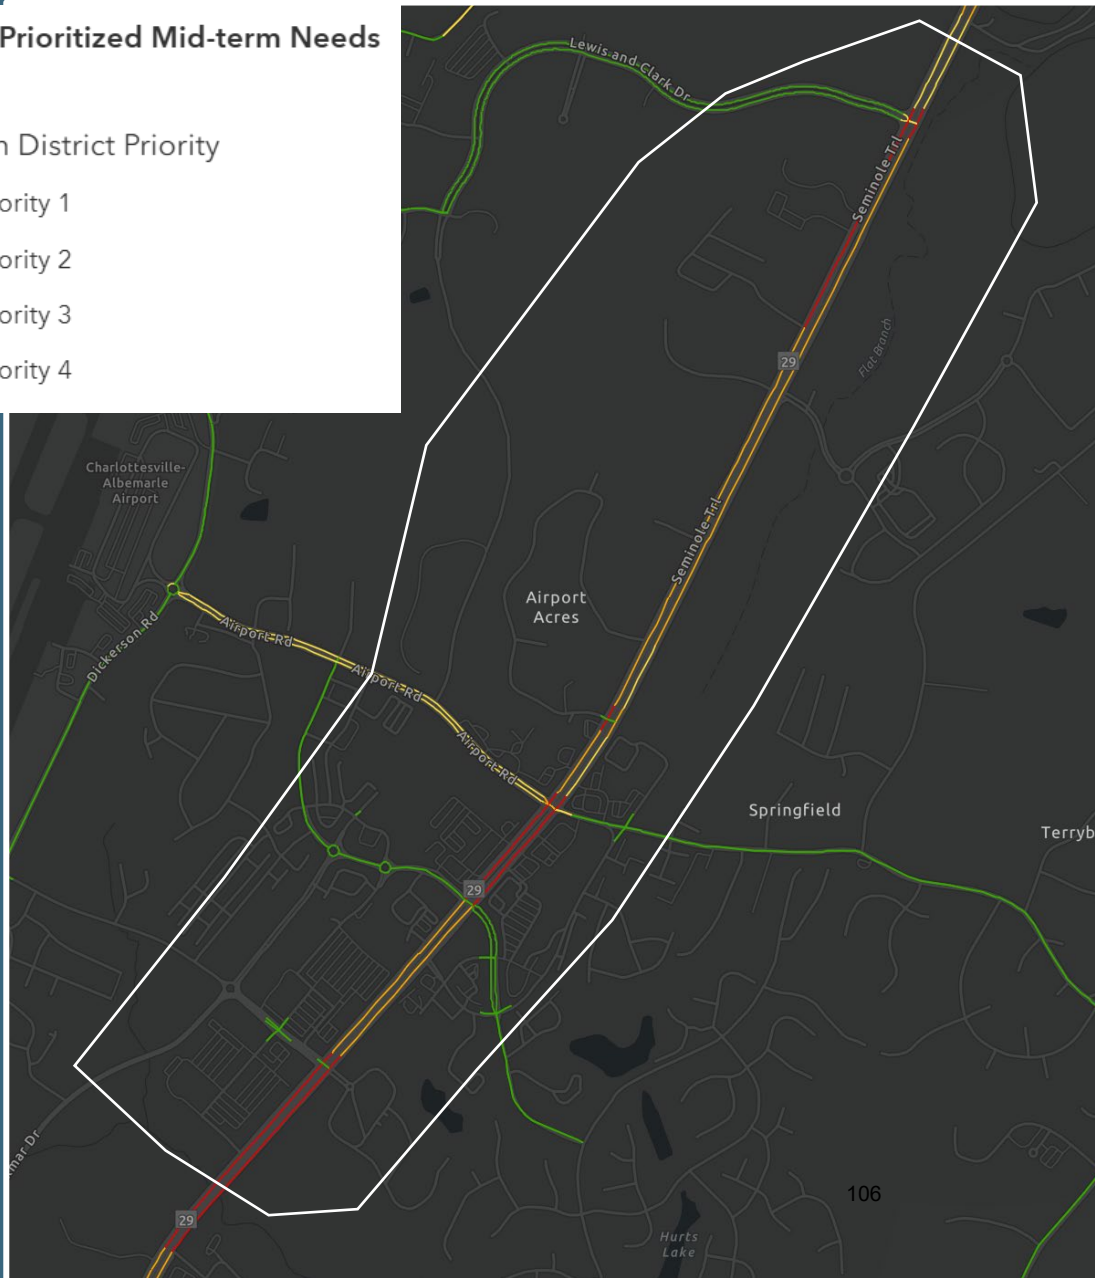 Prioritized Mid-term Needs
n District Priority
ority 1
ority 2
ority 3
ority 4
Lewis and Clark Dr
Seminole Trl
29
Flat Branch
Charlottesville-
Albemarle
Airport
Seminole Trl
Airport
Acres
Dickerson Rd
Airport Rd
Airport Rd
Airport Rd
Springfield
Terryb
29
mar Dr
106
29
Hurts
Lake